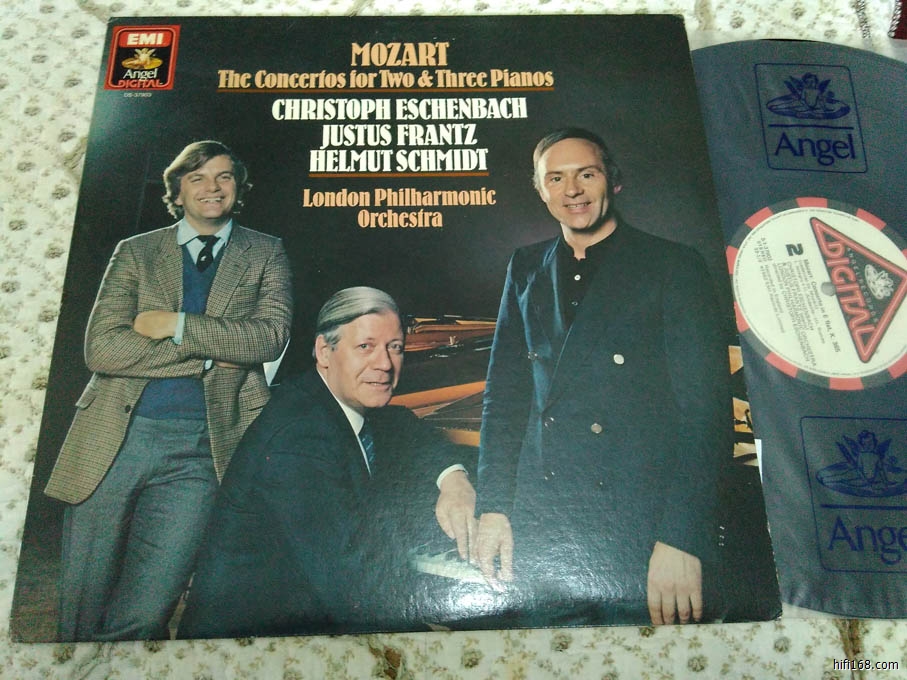 EMI
Angel
DIGITAL
DS-37903
MOZART
The Concertos for Two & Three Pianos
CHRISTOPH ESCHENBACH
JUSTUS FRANTZ
HELMUT SCHMIDT
London Philharmonic
Orchestra
Angel
2
DIGITAL
Angel
hifi168.com